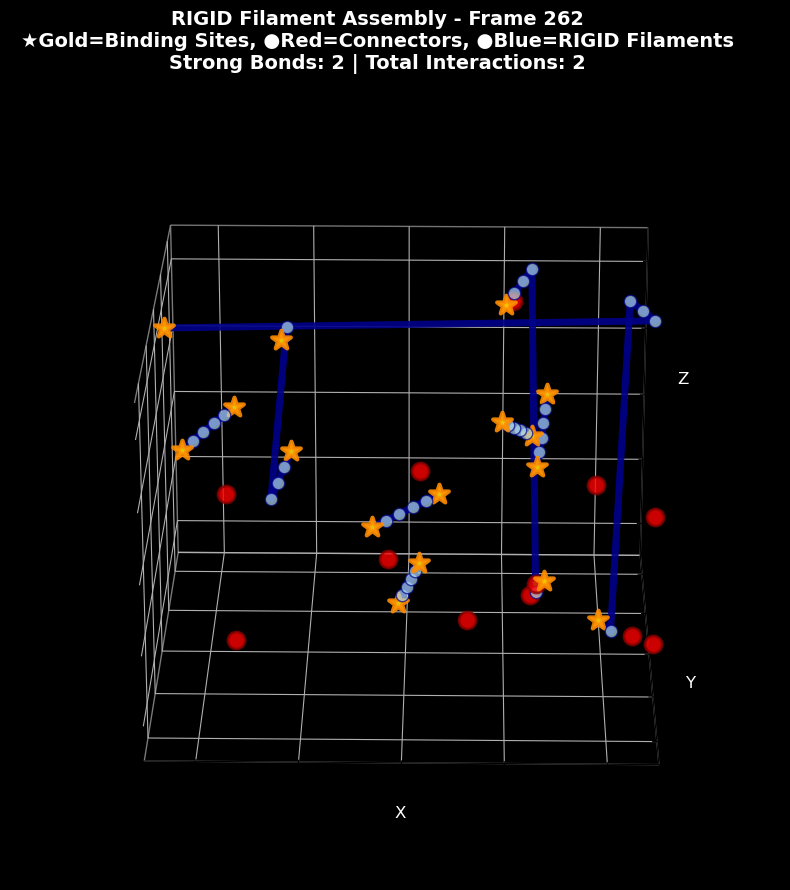 RIGID Filament Assembly - Frame 262
★Gold=Binding Sites, ●Red=Connectors, ●Blue=RIGID Filaments
Strong Bonds: 2 | Total Interactions: 2
Z
Y
X